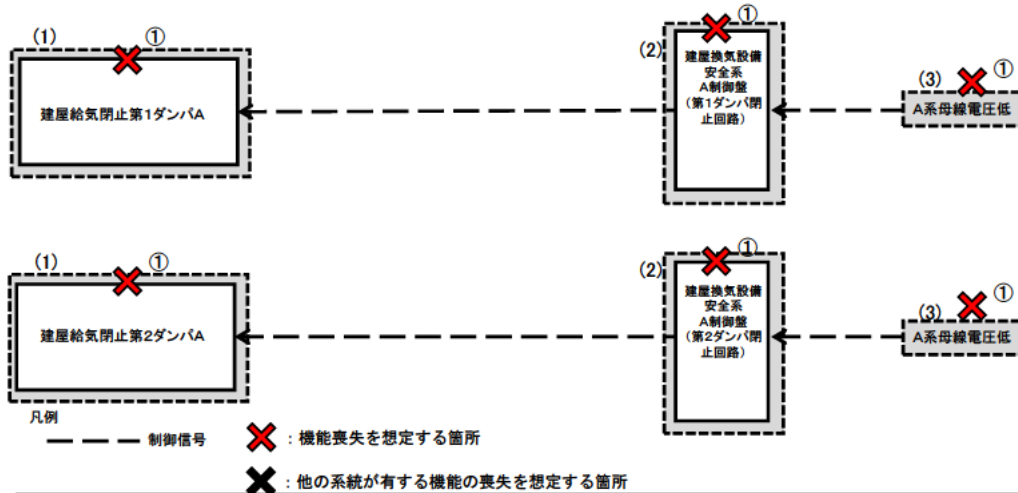 (1)
①
建屋給気閉止第1ダンパA
(2)
①
建屋換気設備
安全系
A制御盤
(第1ダンパ閉
止回路)
(3)
①
A系母線電圧低
(1)
①
建屋給気閉止第2ダンパA
(2)
①
建屋換気設備
安全系
A制御盤
(第2ダンパ閉
止回路)
(3)
①
A系母線電圧低
凡例
制御信号
：機能喪失を想定する箇所
：他の系統が有する機能の喪失を想定する箇所